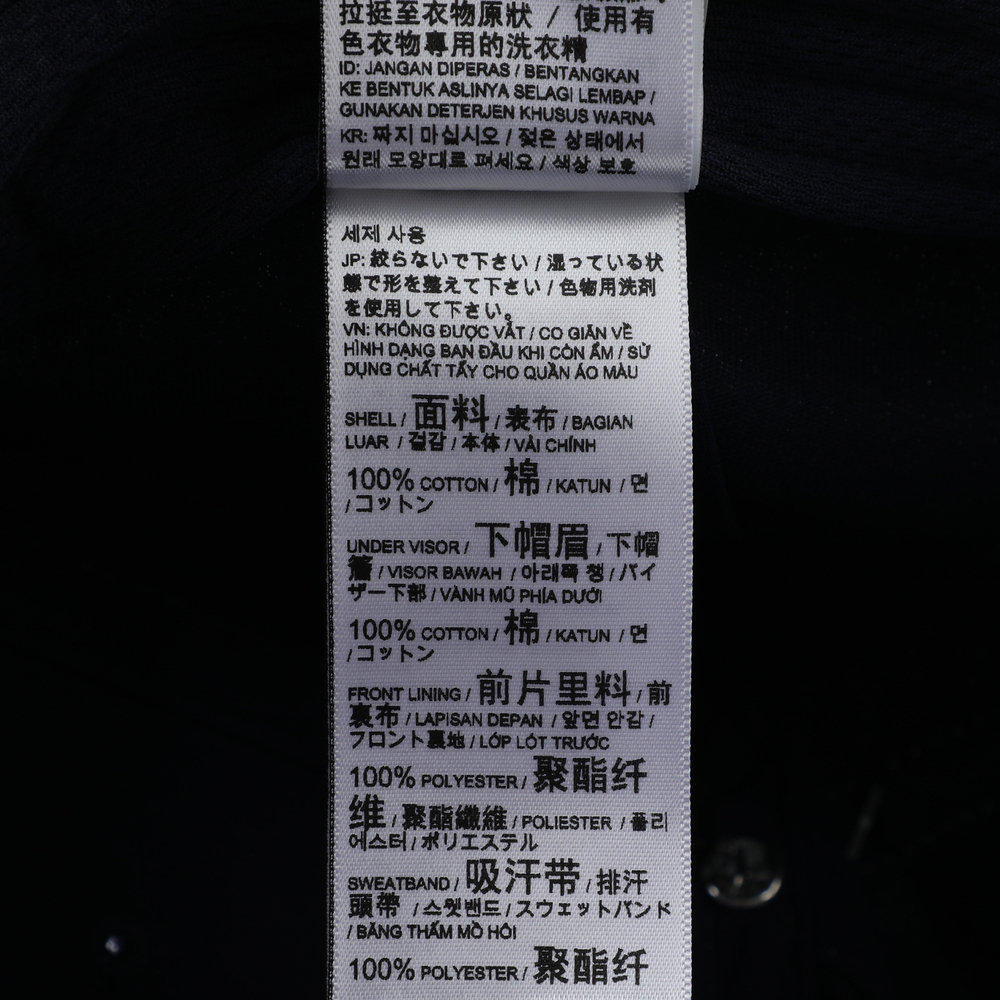 拉挺至衣物原狀 / 使用有
色衣物專用的洗衣精
ID: JANGAN DIPERAS / BENTANGKAN
KE BENTUK ASLINYA SELAGI LEMBAP /
GUNAKAN DETERJEN KHUSUS WARNA
KR: 짜지 마십시오 / 젖은 상태에서
원래 모양대로 펴세요 / 색상 보호
세제 사용
JP: 絞らないで下さい / 湿っている状
態で形を整えて下さい / 色物用洗剤
を使用して下さい。
VN: KHÔNG ĐƯỢC VẮT / CO GIÃN VỀ
HÌNH DẠNG BAN ĐẦU KHI CÒN ẨM / SỬ
DỤNG CHẤT TẨY CHO QUẦN ÁO MÀU
SHELL / 面料 / 表布 / BAGIAN
LUAR / 겉감 / 本体 / VẢI CHÍNH
100% COTTON / 棉 / KATUN / 면
/ コットン
UNDER VISOR / 下帽眉 / 下帽
簷 / VISOR BAWAH / 아래쪽 챙 / バイ
ザー下部 / VÀNH MŨ PHÍA DƯỚI
100% COTTON / 棉 / KATUN / 면
/ コットン
FRONT LINING / 前片里料 / 前
裏布 / LAPISAN DEPAN / 앞면 안감 /
フロント裏地 / LỚP LÓT TRƯỚC
100% POLYESTER / 聚酯纤
维 / 聚酯纖維 / POLIESTER / 폴리
에스터 / ポリエステル
SWEATBAND / 吸汗带 / 排汗
頭帶 / 스웻밴드 / スウェットバンド
/ BĂNG THẤM MỒ HÔI
100% POLYESTER / 聚酯纤